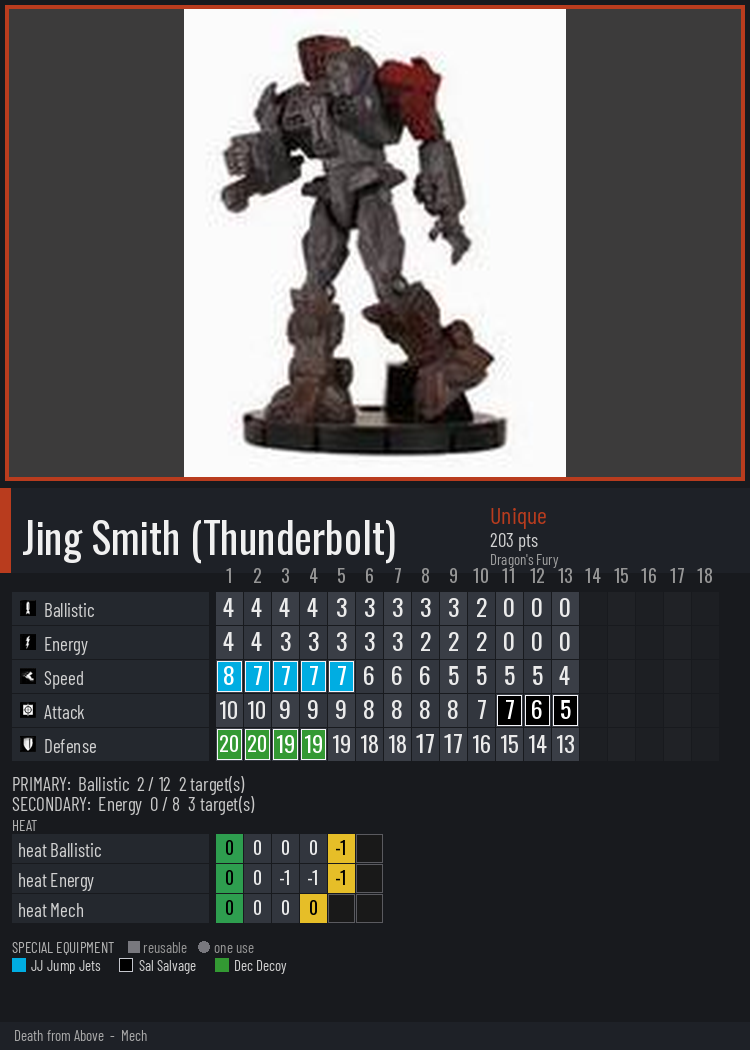 Jing Smith (Thunderbolt)
Unique
203 pts
Dragon's Fury
1 2 3 4 5 6 7 8 9 10 11 12 13 14 15 16 17 18
Ballistic 4 4 4 4 3 3 3 3 3 2 0 0 0
Energy 4 4 3 3 3 3 3 2 2 2 0 0 0
Speed 8 7 7 7 7 6 6 6 5 5 5 5 4
Attack 10 10 9 9 9 8 8 8 8 7 7 6 5
Defense 20 20 19 19 19 18 18 17 17 16 15 14 13
PRIMARY: Ballistic 2 / 12 2 target(s)
SECONDARY: Energy 0 / 8 3 target(s)
HEAT
heat Ballistic 0 0 0 0 -1
heat Energy 0 0 -1 -1 -1
heat Mech 0 0 0 0
SPECIAL EQUIPMENT reusable one use
JJ Jump Jets Sal Salvage Dec Decoy
Death from Above - Mech